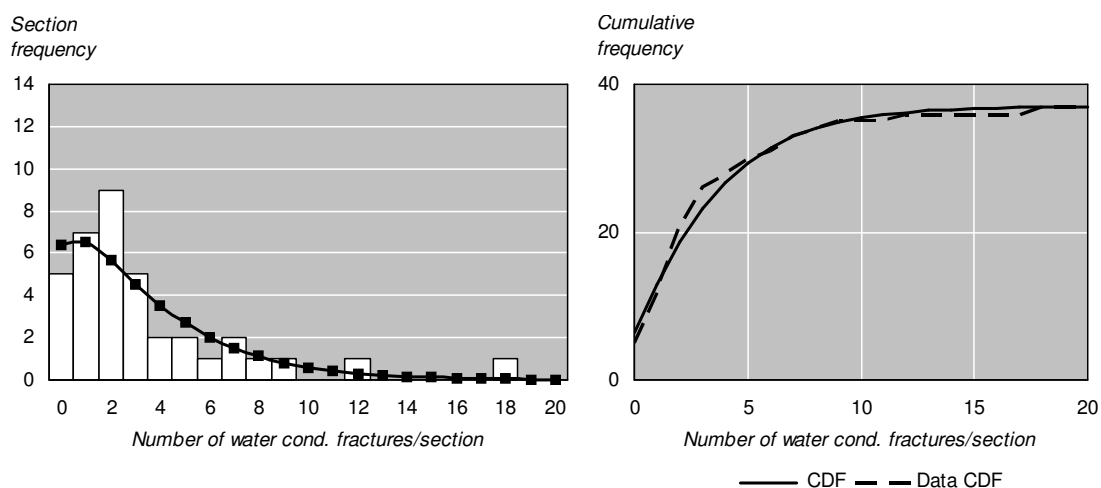 Section
frequency
14
12
10
8
6
4
2
0
0 2 4 6 8 10 12 14 16 18 20
Number of water cond. fractures/section
Cumulative
frequency
40
20
0
0 5 10 15 20
Number of water cond. fractures/section
CDF Data CDF